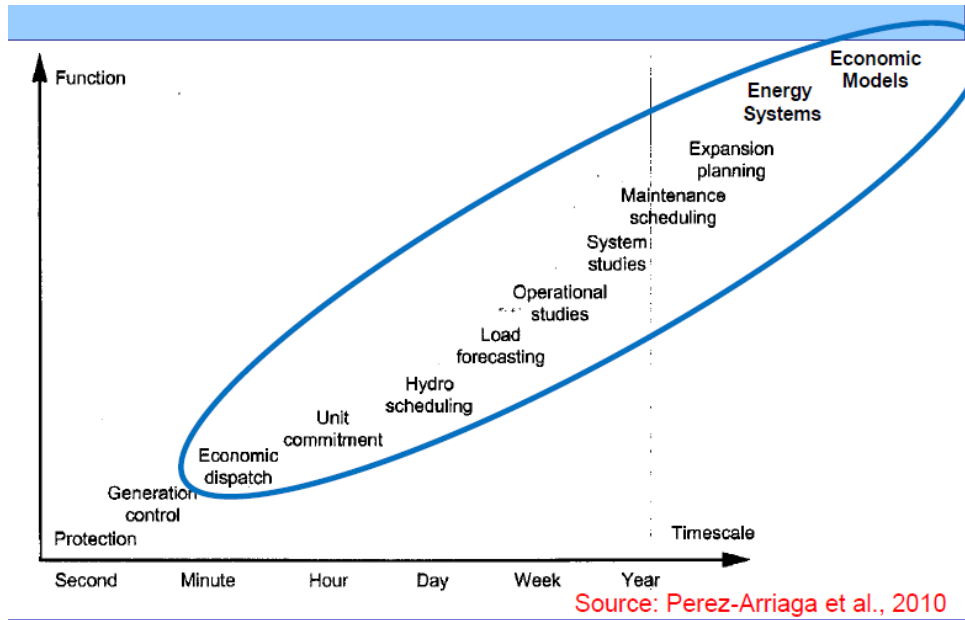 Function
Economic
Models
Energy
Systems
Expansion
planning
Maintenance
scheduling
System
studies
Operational
studies
Load
forecasting
Hydro
scheduling
Unit
commitment
Economic
dispatch
Generation
control
Protection
Timescale
Second Minute Hour Day Week Year
Source: Perez-Arriaga et al., 2010